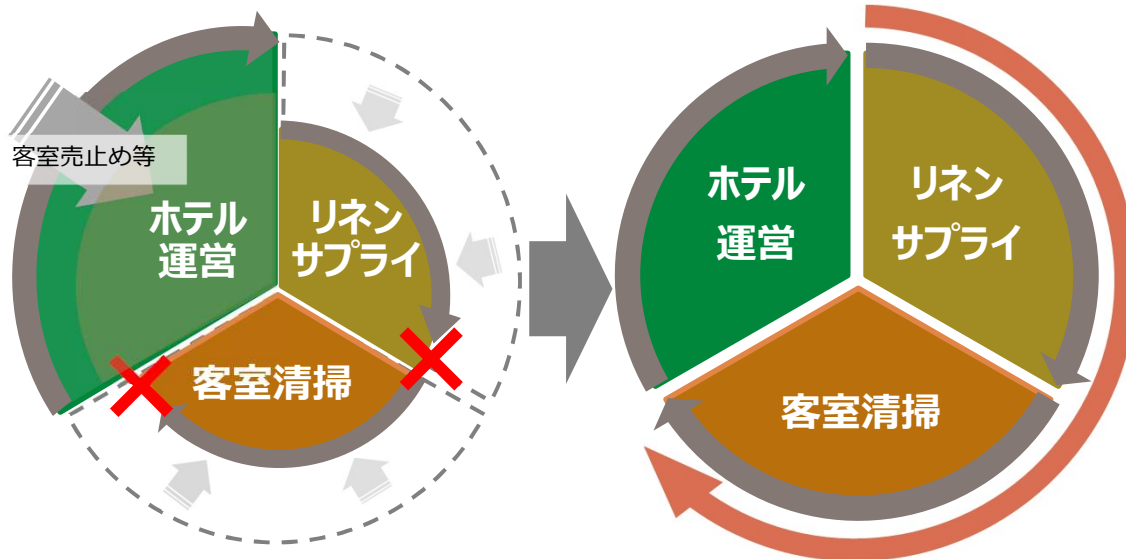 客室売止め等
ホテル
運営
リネン
サプライ
客室清掃
ホテル
運営
リネン
サプライ
客室清掃